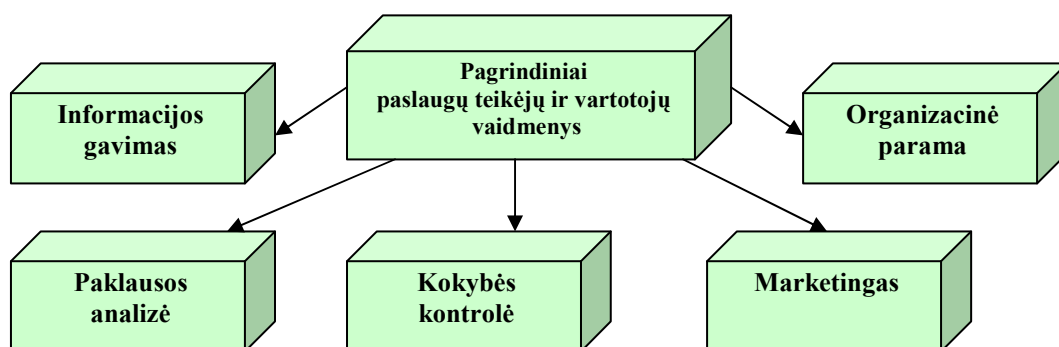 Pagrindiniai
paslaugų teikėjų ir vartotojų
vaidmenys
Informacijos
gavimas
Organizacinė
parama
Paklausos
analizė
Kokybės
kontrolė
Marketingas